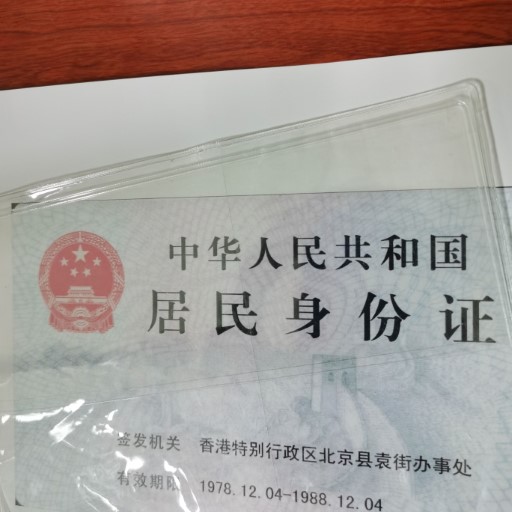 中华人民共和国
居民身份证
签发机关 香港特别行政区北京县袁街办事处
有效期限 1978.12.04-1988.12.04